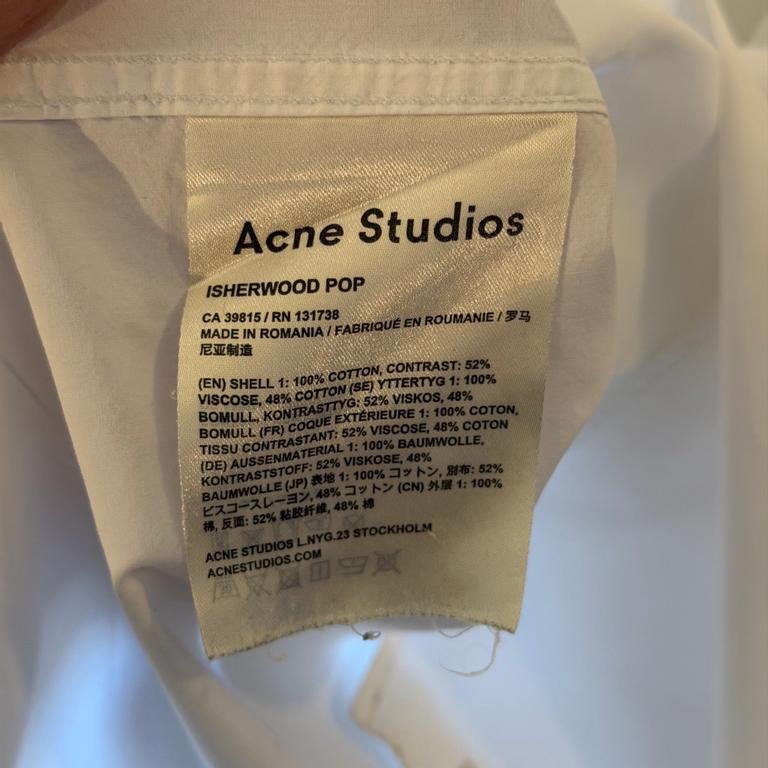 Acne Studios
ISHERWOOD POP
CA 39815 / RN 131738
MADE IN ROMANIA / FABRIQUÉ EN ROUMANIE / 罗马
尼亚制造
(EN) SHELL 1: 100% COTTON, CONTRAST: 52%
VISCOSE, 48% COTTON (SE) YTTERTYG 1: 100%
BOMULL, KONTRASTTYG: 52% VISKOS, 48%
BOMULL (FR) COQUE EXTÉRIEURE 1: 100% COTON,
TISSU CONTRASTANT: 52% VISCOSE, 48% COTON
(DE) AUSSENMATERIAL 1: 100% BAUMWOLLE,
KONTRASTSTOFF: 52% VISKOSE, 48%
BAUMWOLLE (JP) 表地 1: 100% コットン, 別布: 52%
ビスコースレーヨン, 48% コットン (CN) 外层 1: 100%
棉, 反面: 52% 粘胶纤维, 48% 棉
ACNE STUDIOS L.NYG.23 STOCKHOLM
ACNESTUDIOS.COM